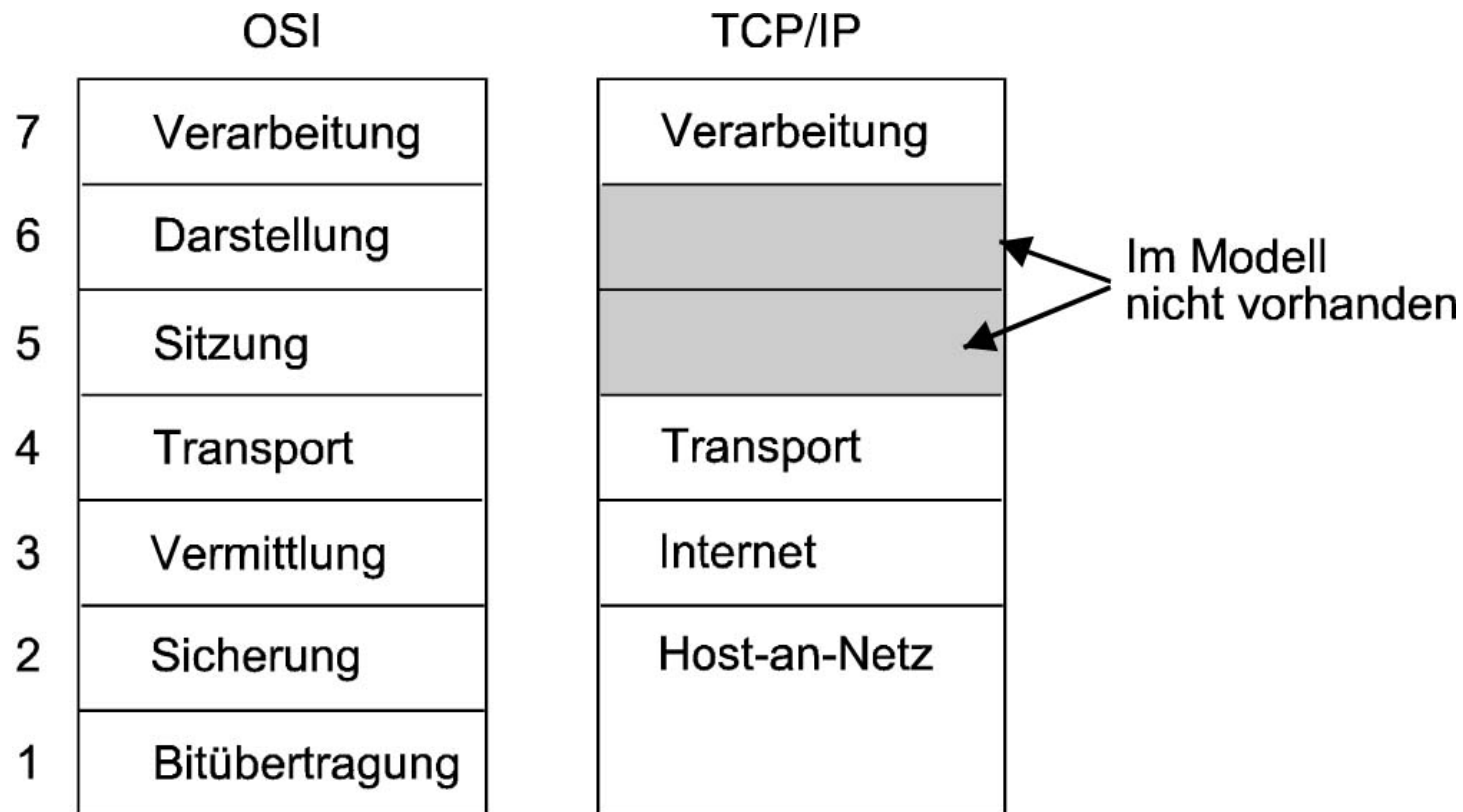 OSI
TCP/IP
7
Verarbeitung
Verarbeitung
6
Darstellung
5
Sitzung
Im Modell
nicht vorhanden
4
Transport
Transport
3
Vermittlung
Internet
2
Sicherung
Host-an-Netz
1
Bitübertragung